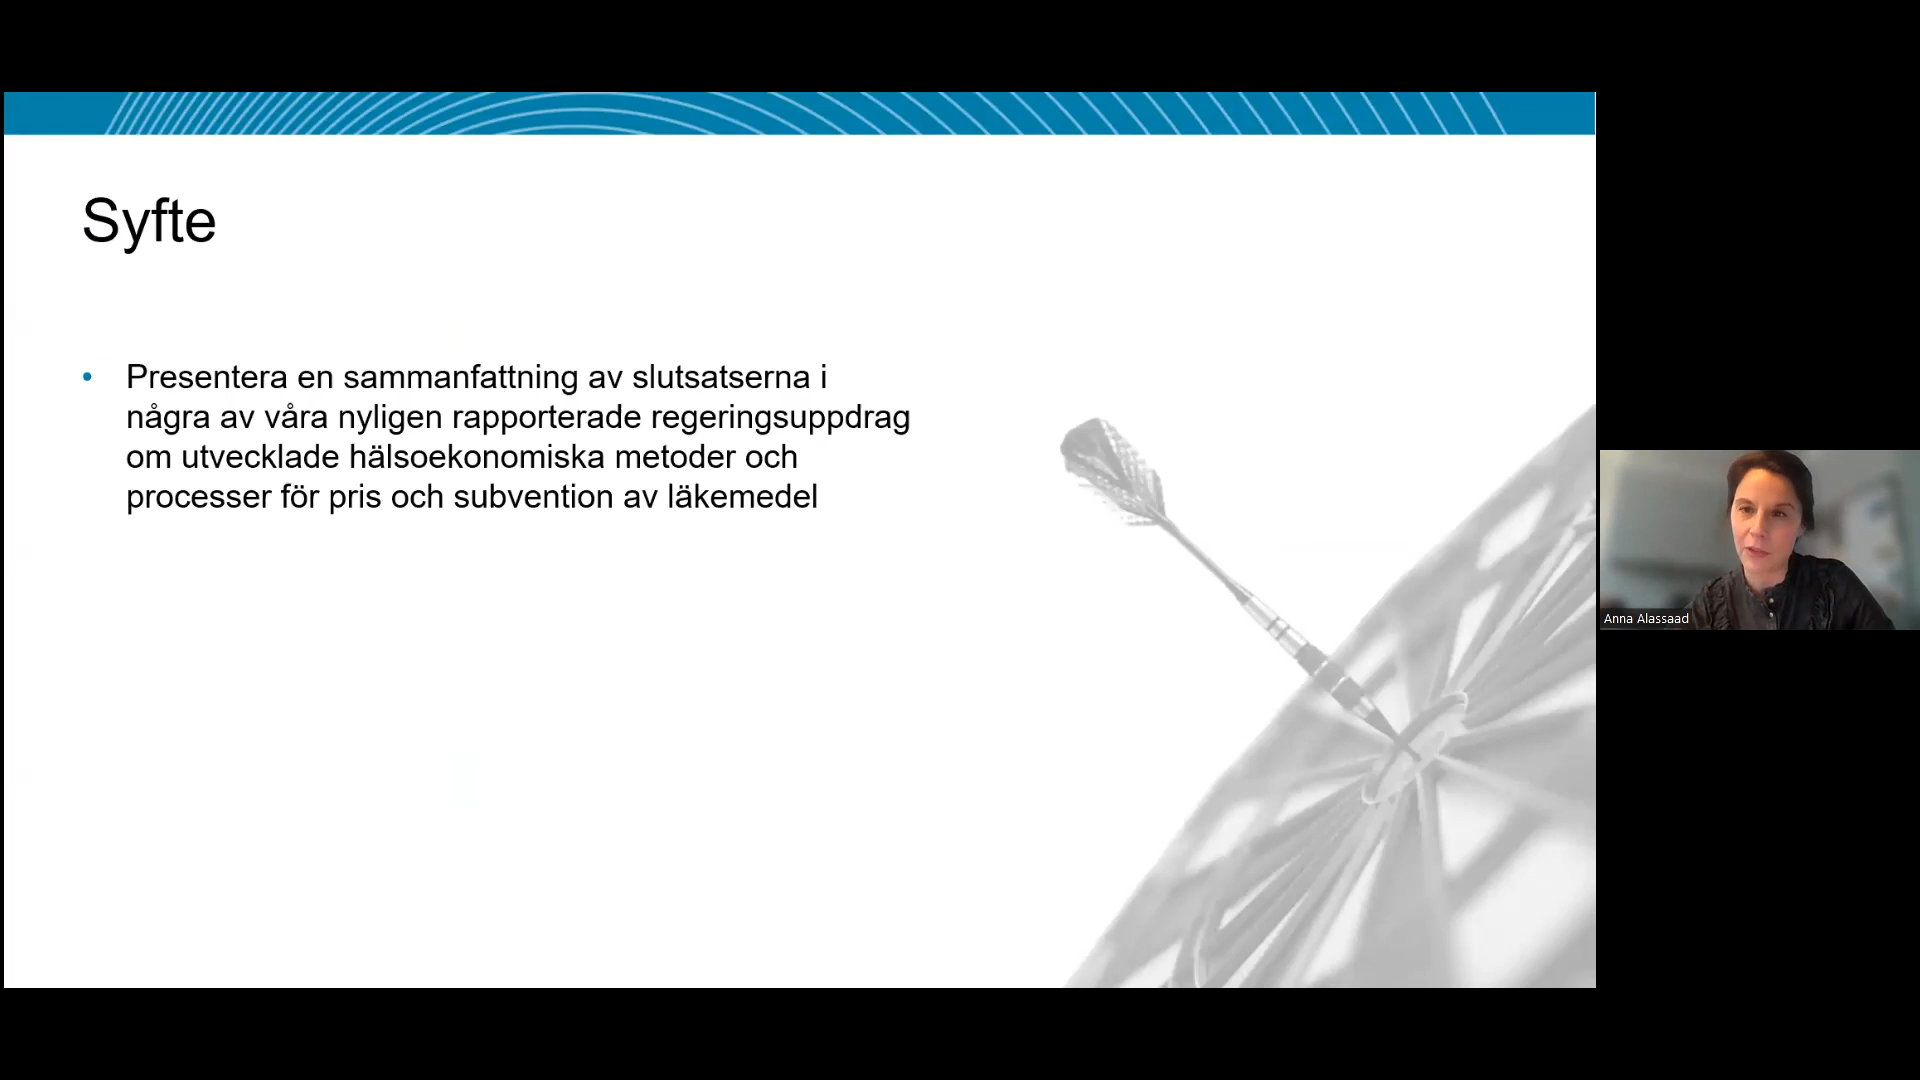 Syfte
• Presentera en sammanfattning av slutsatserna i
några av våra nyligen rapporterade regeringsuppdrag
om utvecklade hälsoekonomiska metoder och
processer för pris och subvention av läkemedel
Anna Alassaad